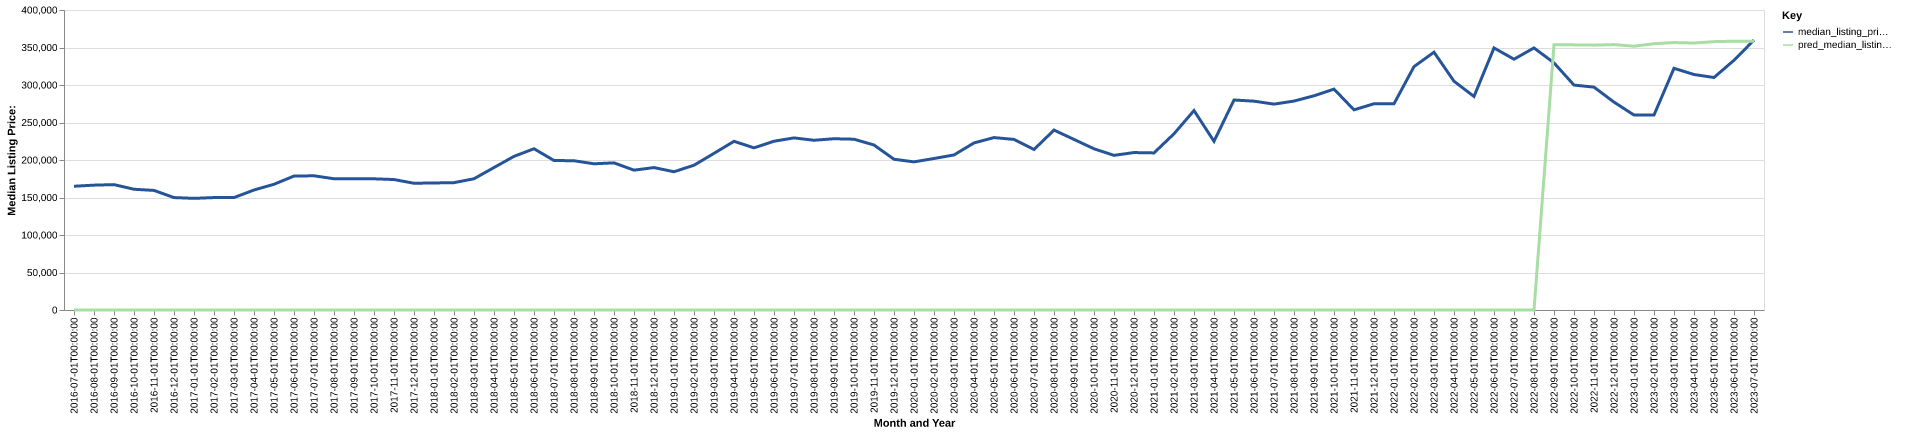 400,000
350,000
300,000
250,000
200,000
150,000
100,000
50,000
0
Median Listing Price:
2016-07-01T00:00:00
2016-08-01T00:00:00
2016-09-01T00:00:00
2016-10-01T00:00:00
2016-11-01T00:00:00
2016-12-01T00:00:00
2017-01-01T00:00:00
2017-02-01T00:00:00
2017-03-01T00:00:00
2017-04-01T00:00:00
2017-05-01T00:00:00
2017-06-01T00:00:00
2017-07-01T00:00:00
2017-08-01T00:00:00
2017-09-01T00:00:00
2017-10-01T00:00:00
2017-11-01T00:00:00
2017-12-01T00:00:00
2018-01-01T00:00:00
2018-02-01T00:00:00
2018-03-01T00:00:00
2018-04-01T00:00:00
2018-05-01T00:00:00
2018-06-01T00:00:00
2018-07-01T00:00:00
2018-08-01T00:00:00
2018-09-01T00:00:00
2018-10-01T00:00:00
2018-11-01T00:00:00
2018-12-01T00:00:00
2019-01-01T00:00:00
2019-02-01T00:00:00
2019-03-01T00:00:00
2019-04-01T00:00:00
2019-05-01T00:00:00
2019-06-01T00:00:00
2019-07-01T00:00:00
2019-08-01T00:00:00
2019-09-01T00:00:00
2019-10-01T00:00:00
2019-11-01T00:00:00
2019-12-01T00:00:00
2020-01-01T00:00:00
2020-02-01T00:00:00
2020-03-01T00:00:00
2020-04-01T00:00:00
2020-05-01T00:00:00
2020-06-01T00:00:00
2020-07-01T00:00:00
2020-08-01T00:00:00
2020-09-01T00:00:00
2020-10-01T00:00:00
2020-11-01T00:00:00
2020-12-01T00:00:00
2021-01-01T00:00:00
2021-02-01T00:00:00
2021-03-01T00:00:00
2021-04-01T00:00:00
2021-05-01T00:00:00
2021-06-01T00:00:00
2021-07-01T00:00:00
2021-08-01T00:00:00
2021-09-01T00:00:00
2021-10-01T00:00:00
2021-11-01T00:00:00
2021-12-01T00:00:00
2022-01-01T00:00:00
2022-02-01T00:00:00
2022-03-01T00:00:00
2022-04-01T00:00:00
2022-05-01T00:00:00
2022-06-01T00:00:00
2022-07-01T00:00:00
2022-08-01T00:00:00
2022-09-01T00:00:00
2022-10-01T00:00:00
2022-11-01T00:00:00
2022-12-01T00:00:00
2023-01-01T00:00:00
2023-02-01T00:00:00
2023-03-01T00:00:00
2023-04-01T00:00:00
2023-05-01T00:00:00
2023-06-01T00:00:00
2023-07-01T00:00:00
Month and Year
Key
median_listing_pri…
pred_median_listin…